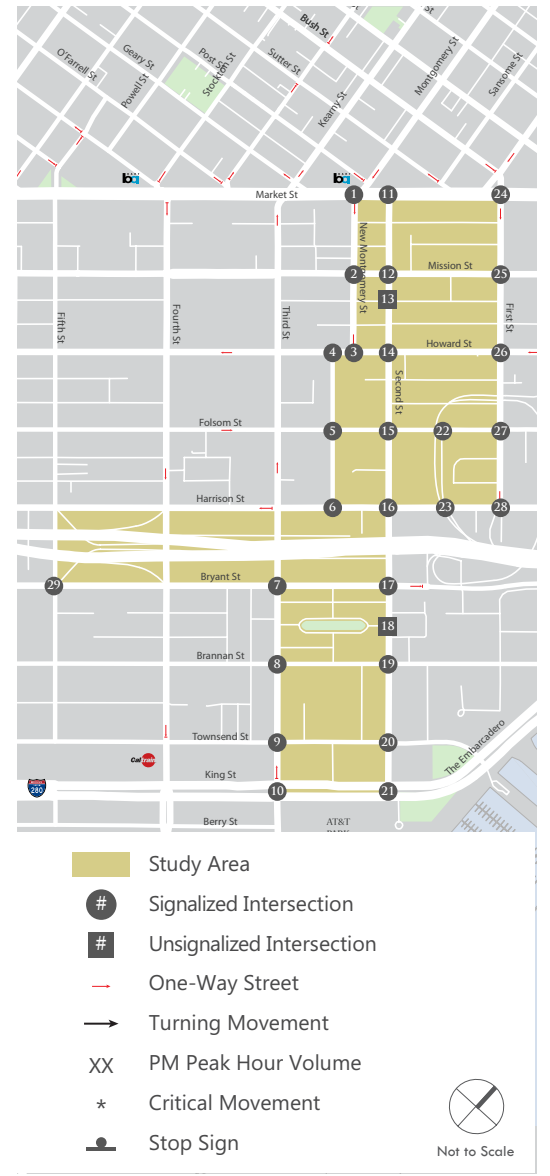 Bush St
O'Farrell St
Geary St
Powell St
Post St
Stockton St
Sutter St
Kearny St
Montgomery St
Sansome St
ba
ba
Market St
1
11
24
New Montgomery St
Mission St
2
12
25
13
Fifth St
Fourth St
Third St
First St
Howard St
4
3
14
26
Second St
Folsom St
5
15
22
27
Harrison St
6
16
23
28
Bryant St
29
7
17
18
Brannan St
8
19
Townsend St
9
20
The Embarcadero
Caltrain
King St
280
10
21
Berry St
AT&T
PARK
Study Area
# Signalized Intersection
# Unsignalized Intersection
One-Way Street
Turning Movement
XX PM Peak Hour Volume
* Critical Movement
Stop Sign
Not to Scale